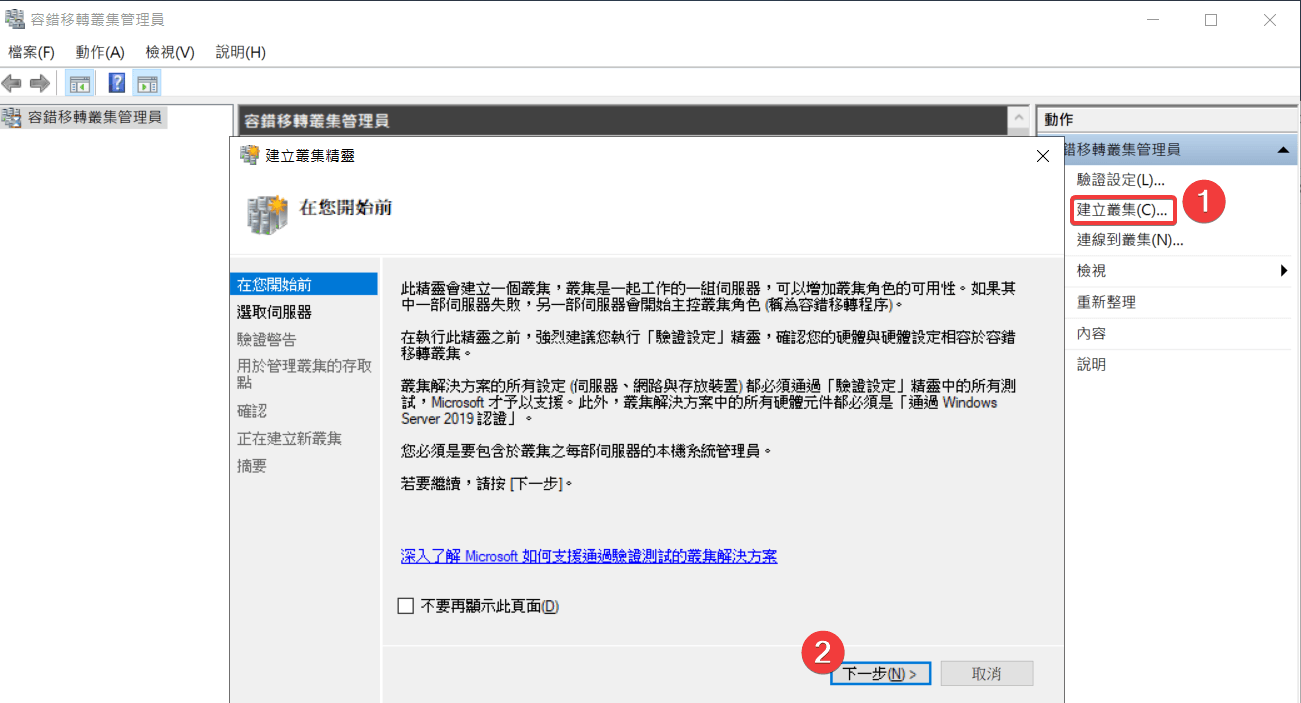 容錯移轉叢集管理員
檔案(F) 動作(A) 檢視(V) 說明(H)
容錯移轉叢集管理員
容錯移轉叢集管理員
動作
錯移轉叢集管理員
驗證設定(L)...
建立叢集(C)...
1
連線到叢集(N)...
檢視
重新整理
內容
說明
建立叢集精靈
在您開始前
在您開始前
選取伺服器
驗證警告
用於管理叢集的存取
點
確認
正在建立新叢集
摘要
此精靈會建立一個叢集，叢集是一起工作的一組伺服器，可以增加叢集角色的可用性。如果其
中一部伺服器失敗，另一部伺服器會開始主控叢集角色 (稱為容錯移轉程序)。
在執行此精靈之前，強烈建議您執行「驗證設定」精靈，確認您的硬體與硬體設定相容於容錯
移轉叢集。
叢集解決方案的所有設定 (伺服器、網路與存放裝置) 都必須通過「驗證設定」精靈中的所有測
試，Microsoft 才予以支援。此外，叢集解決方案中的所有硬體元件都必須是「通過 Windows
Server 2019 認證」。
您必須是要包含於叢集之每部伺服器的本機系統管理員。
若要繼續，請按 [下一步]。
深入了解 Microsoft 如何支援通過驗證測試的叢集解決方案
不要再顯示此頁面(D)
2
下一步(N) >
取消